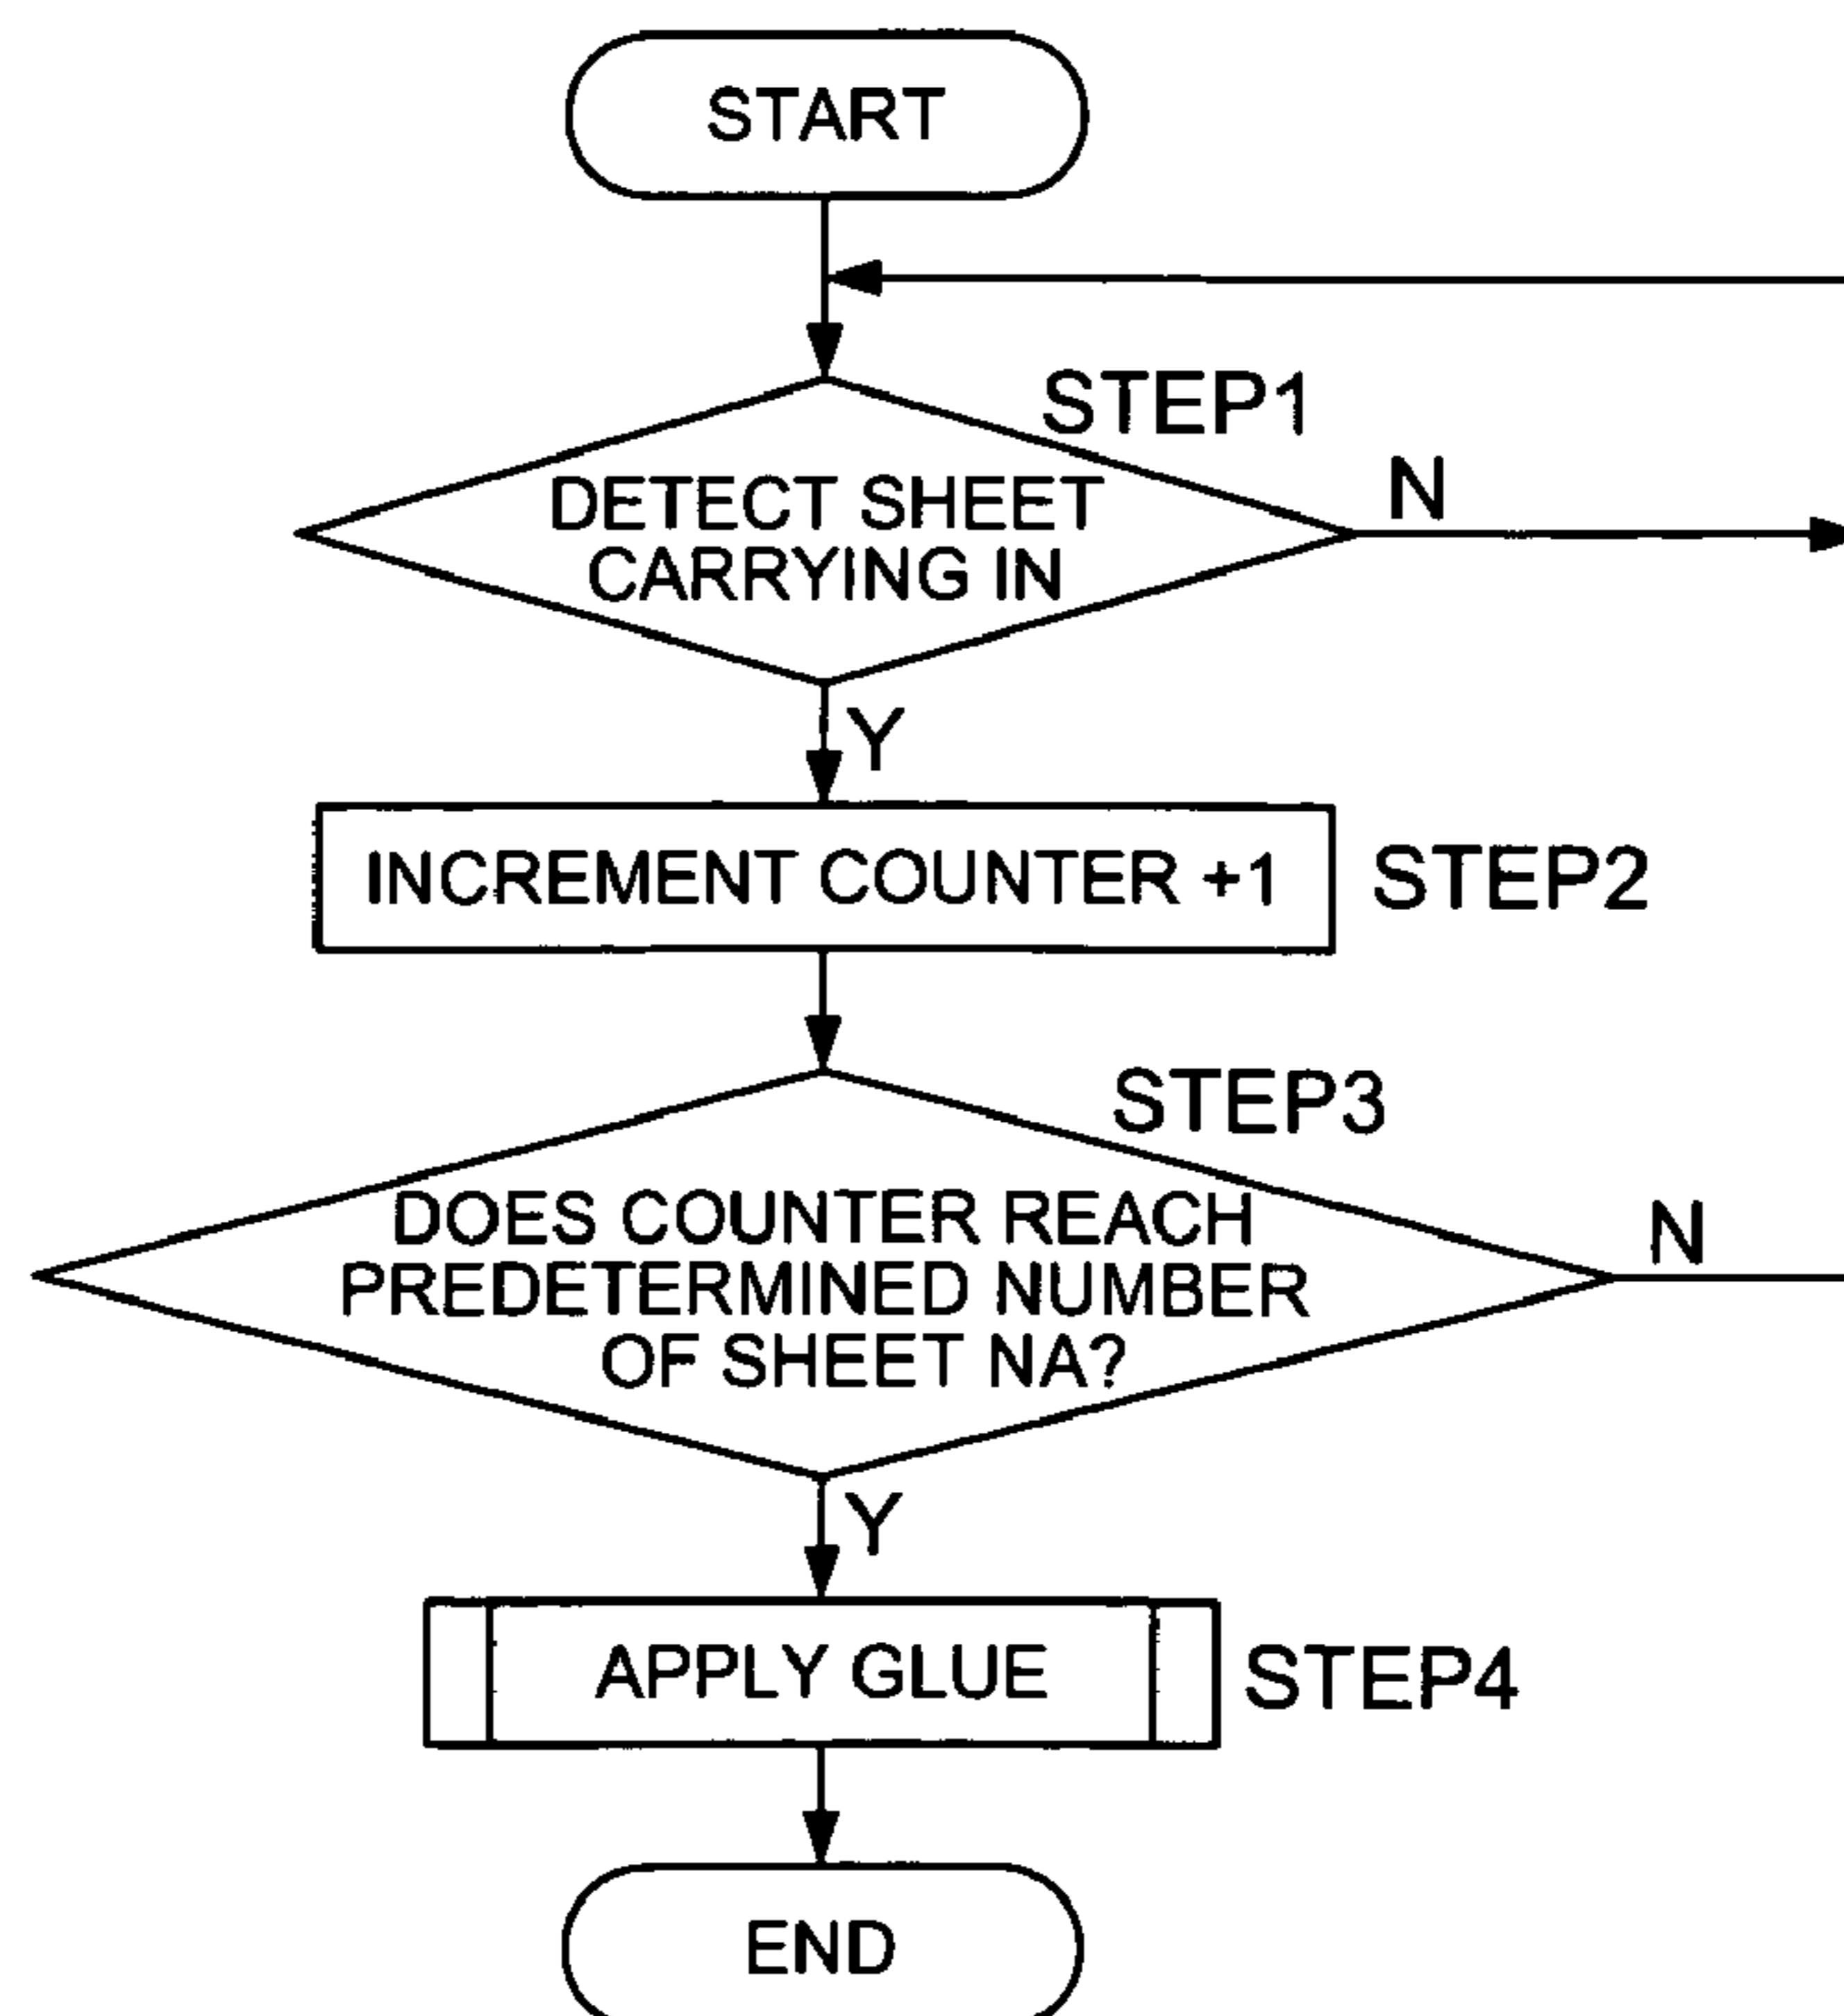 START
STEP1
DETECT SHEET
CARRYING IN
N
Y
INCREMENT COUNTER +1
STEP2
STEP3
DOES COUNTER REACH
PREDETERMINED NUMBER
OF SHEET NA?
N
Y
APPLY GLUE
STEP4
END